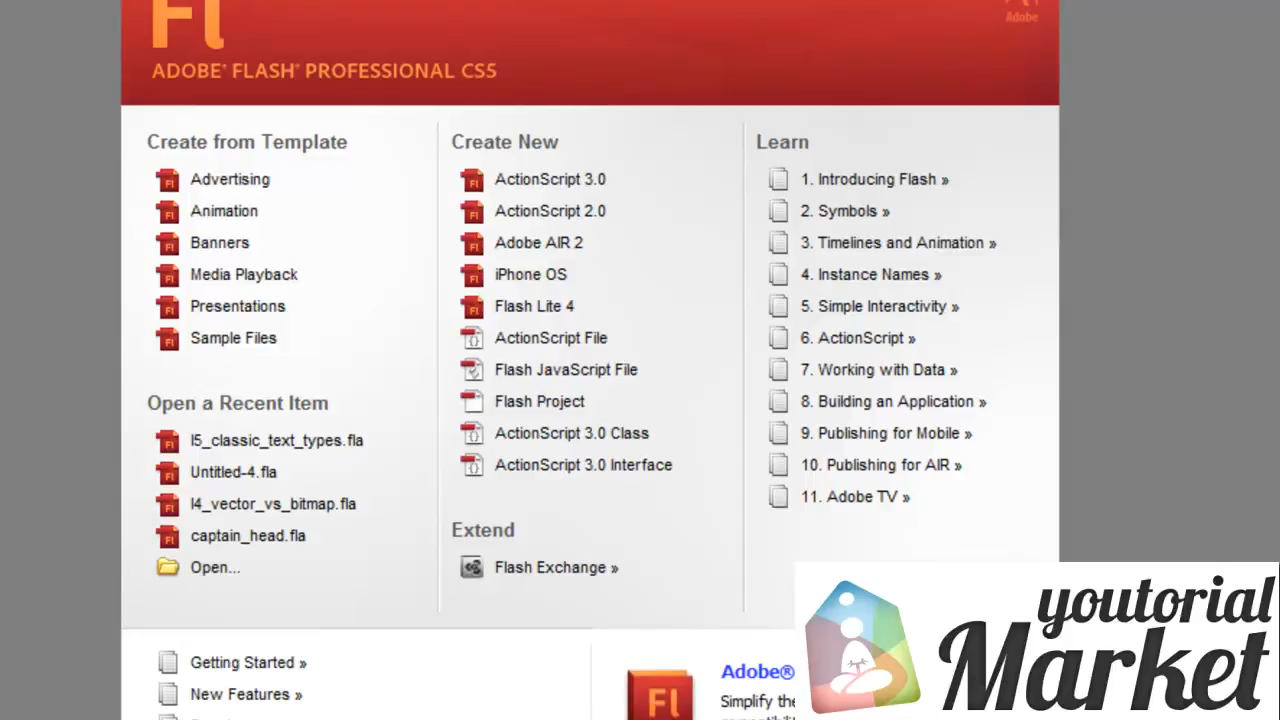 Fl
Adobe
ADOBE® FLASH® PROFESSIONAL CS5
Create from Template
Advertising
Animation
Banners
Media Playback
Presentations
Sample Files
Open a Recent Item
l5_classic_text_types.fla
Untitled-4.fla
l4_vector_vs_bitmap.fla
captain_head.fla
Open...
Create New
ActionScript 3.0
ActionScript 2.0
Adobe AIR 2
iPhone OS
Flash Lite 4
ActionScript File
Flash JavaScript File
Flash Project
ActionScript 3.0 Class
ActionScript 3.0 Interface
Extend
Flash Exchange »
Learn
1. Introducing Flash »
2. Symbols »
3. Timelines and Animation »
4. Instance Names »
5. Simple Interactivity »
6. ActionScript »
7. Working with Data »
8. Building an Application »
9. Publishing for Mobile »
10. Publishing for AIR »
11. Adobe TV »
Getting Started »
New Features »
Fl
Adobe®
Simplify the
youtorial
Market